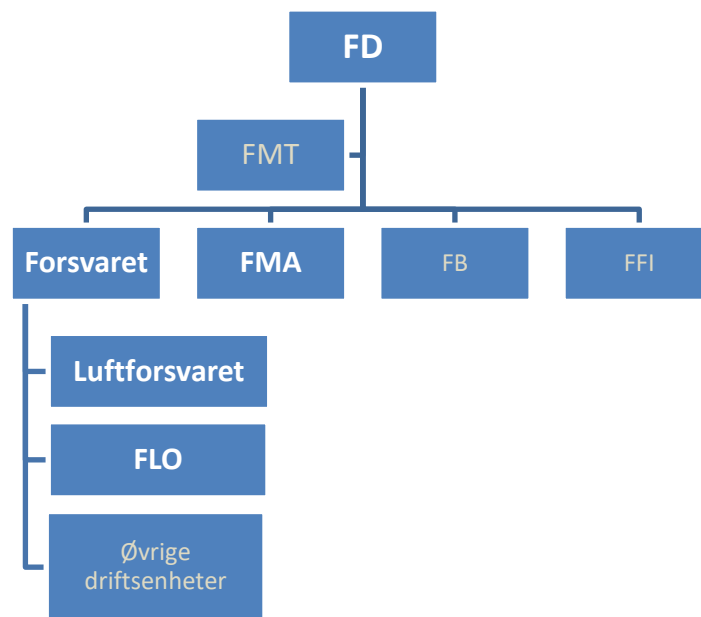 FD
FMT
Forsvaret
FMA
FB
FFI
Luftforsvaret
FLO
Øvrige
driftsenheter